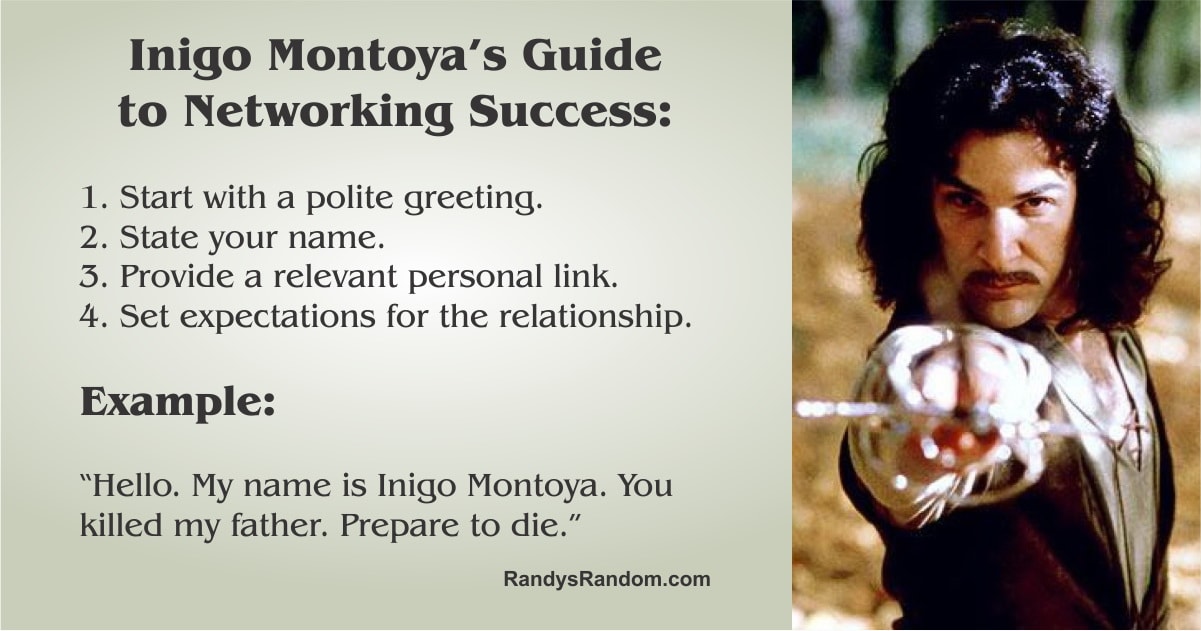 Inigo Montoya’s Guide
to Networking Success:
1. Start with a polite greeting.
2. State your name.
3. Provide a relevant personal link.
4. Set expectations for the relationship.
Example:
“Hello. My name is Inigo Montoya. You
killed my father. Prepare to die.”
RandysRandom.com